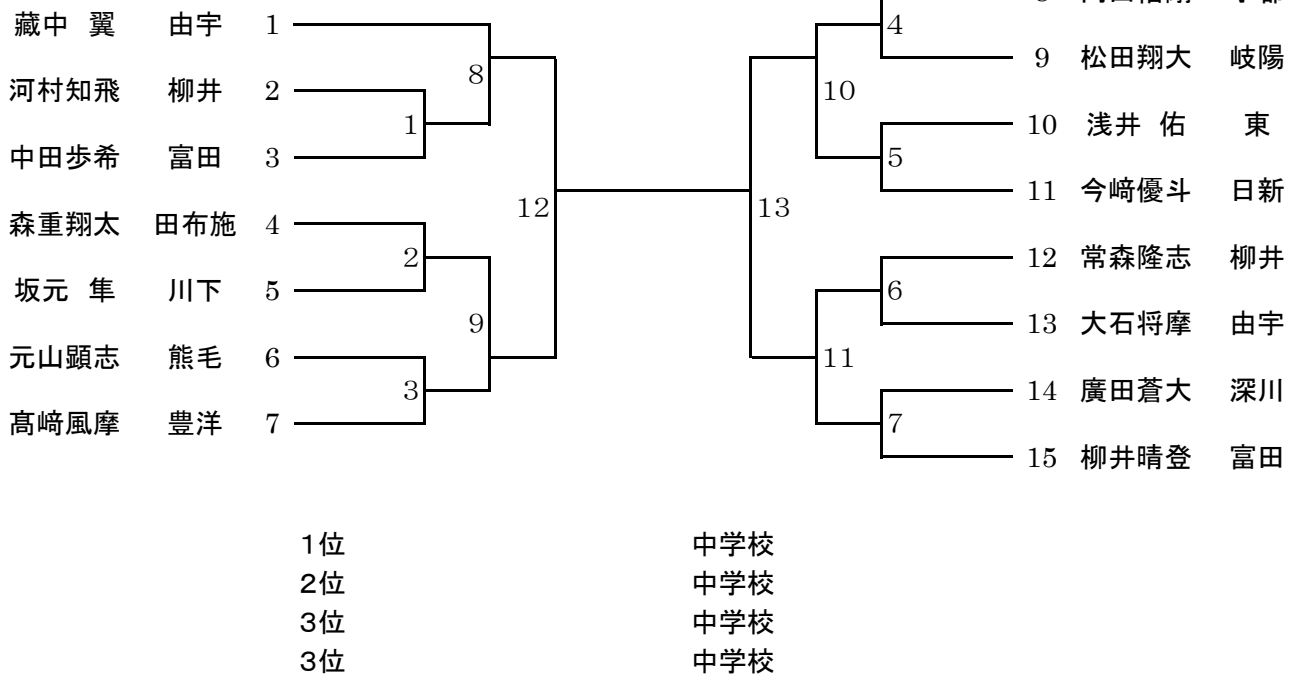 藏中 翼 由宇 1
河村知飛 柳井 2
中田歩希 富田 3
森重翔太 田布施 4
坂元 隼 川下 5
元山顕志 熊毛 6
髙﨑風摩 豊洋 7
8
1
12
2
9
3
4
10
5
13
6
11
7
9 松田翔大 岐陽
10 浅井 佑 東
11 今﨑優斗 日新
12 常森隆志 柳井
13 大石将摩 由宇
14 廣田蒼大 深川
15 柳井晴登 富田
1位 中学校
2位 中学校
3位 中学校
3位 中学校